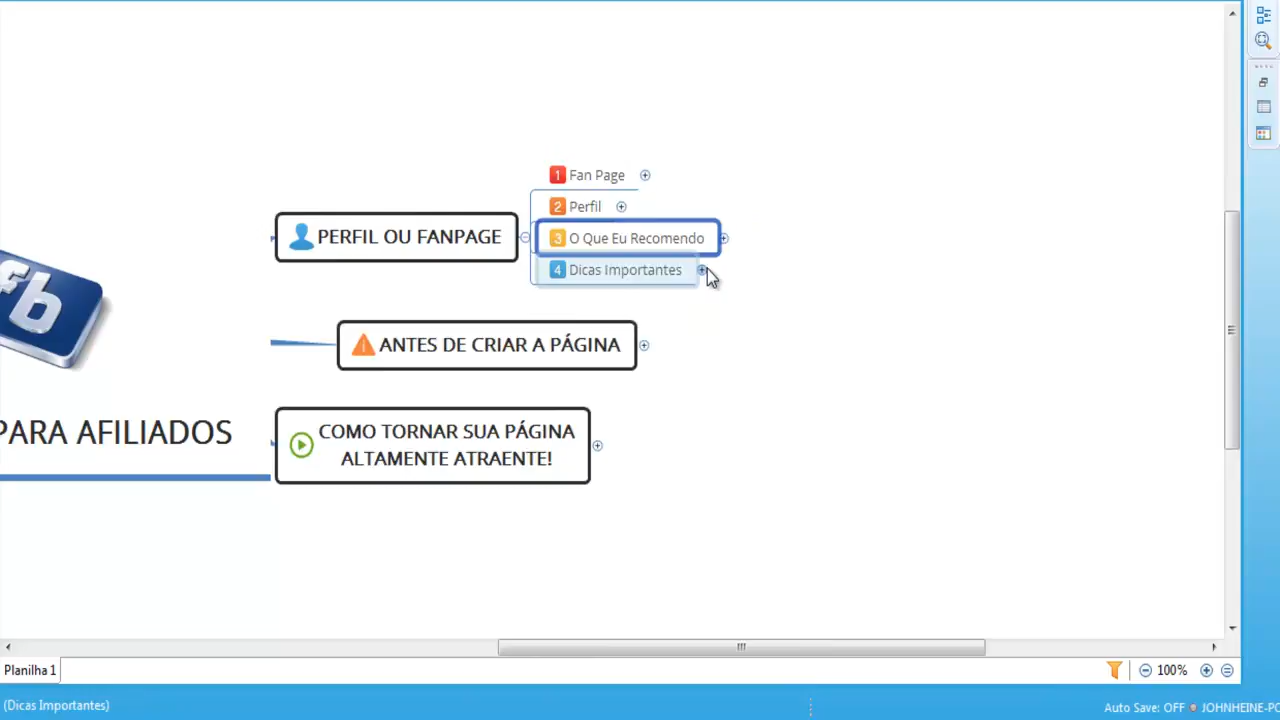 1 Fan Page
2 Perfil
PERFIL OU FANPAGE
3 O Que Eu Recomendo
4 Dicas Importantes
fb
ANTES DE CRIAR A PÁGINA
PARA AFILIADOS
COMO TORNAR SUA PÁGINA
ALTAMENTE ATRAENTE!
Planilha 1
100%
(Dicas Importantes)
Auto Save: OFF
JOHNHEINE-PC